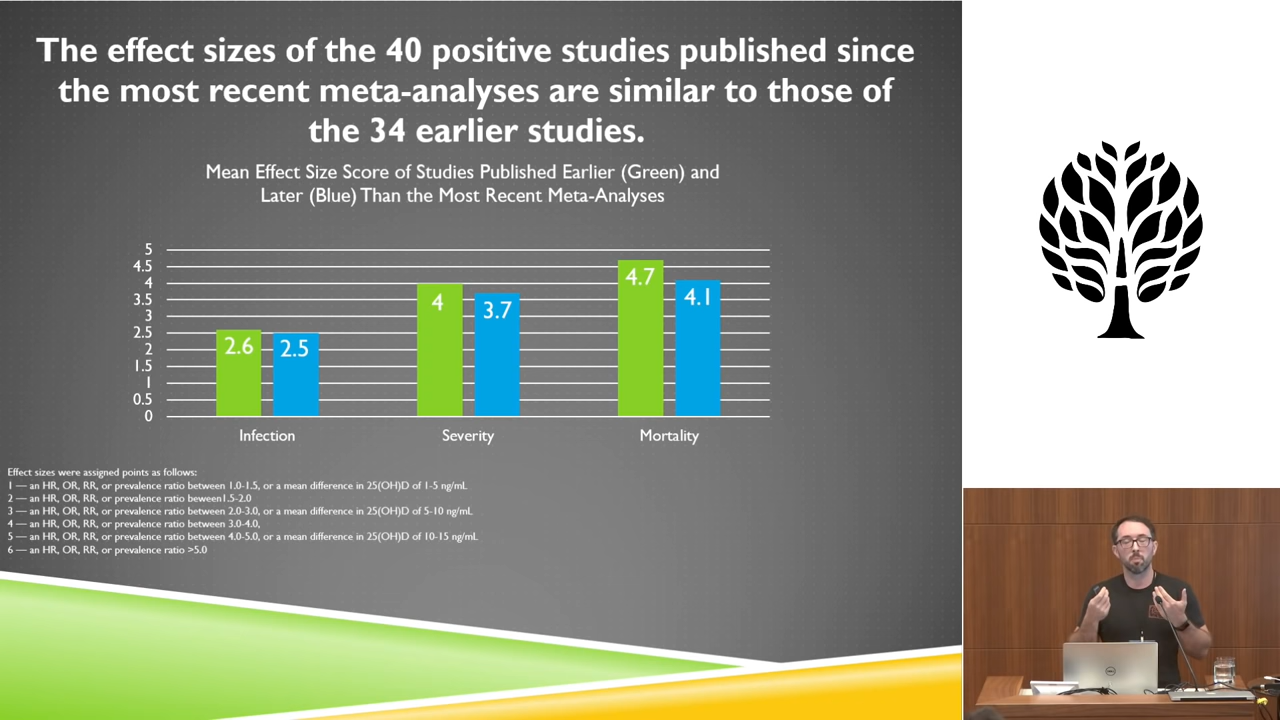 The effect sizes of the 40 positive studies published since
the most recent meta-analyses are similar to those of
the 34 earlier studies.
Mean Effect Size Score of Studies Published Earlier (Green) and
Later (Blue) Than the Most Recent Meta-Analyses
5
4.5
4
3.5
3
2.5
2
1.5
1
0.5
0
2.6
2.5
4
3.7
4.7
4.1
Infection
Severity
Mortality
Effect sizes were assigned points as follows:
1 — an HR, OR, RR, or prevalence ratio between 1.0-1.5, or a mean difference in 25(OH)D of 1-5 ng/mL
2 — an HR, OR, RR, or prevalence ratio beween1.5-2.0
3 — an HR, OR, RR, or prevalence ratio between 2.0-3.0, or a mean difference in 25(OH)D of 5-10 ng/mL
4 — an HR, OR, RR, or prevalence ratio between 3.0-4.0,
5 — an HR, OR, RR, or prevalence ratio between 4.0-5.0, or a mean difference in 25(OH)D of 10-15 ng/mL
6 — an HR, OR, RR, or prevalence ratio >5.0
DELL